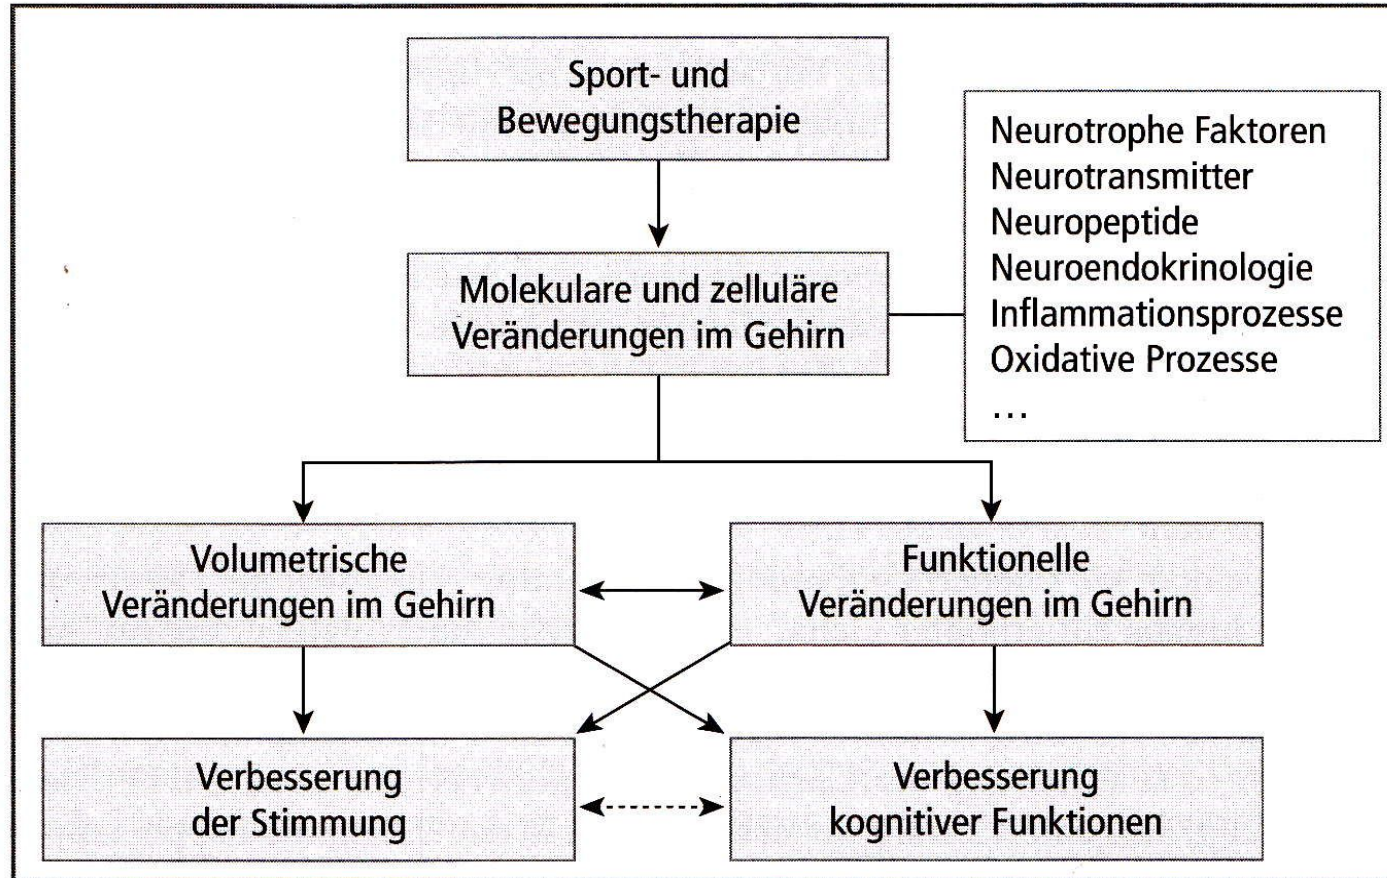 Sport- und
Bewegungstherapie
Neurotrophe Faktoren
Neurotransmitter
Neuropeptide
Neuroendokrinologie
Inflammationsprozesse
Oxidative Prozesse
...
Molekulare und zelluläre
Veränderungen im Gehirn
Volumetrische
Veränderungen im Gehirn
Funktionelle
Veränderungen im Gehirn
Verbesserung
der Stimmung
Verbesserung
kognitiver Funktionen